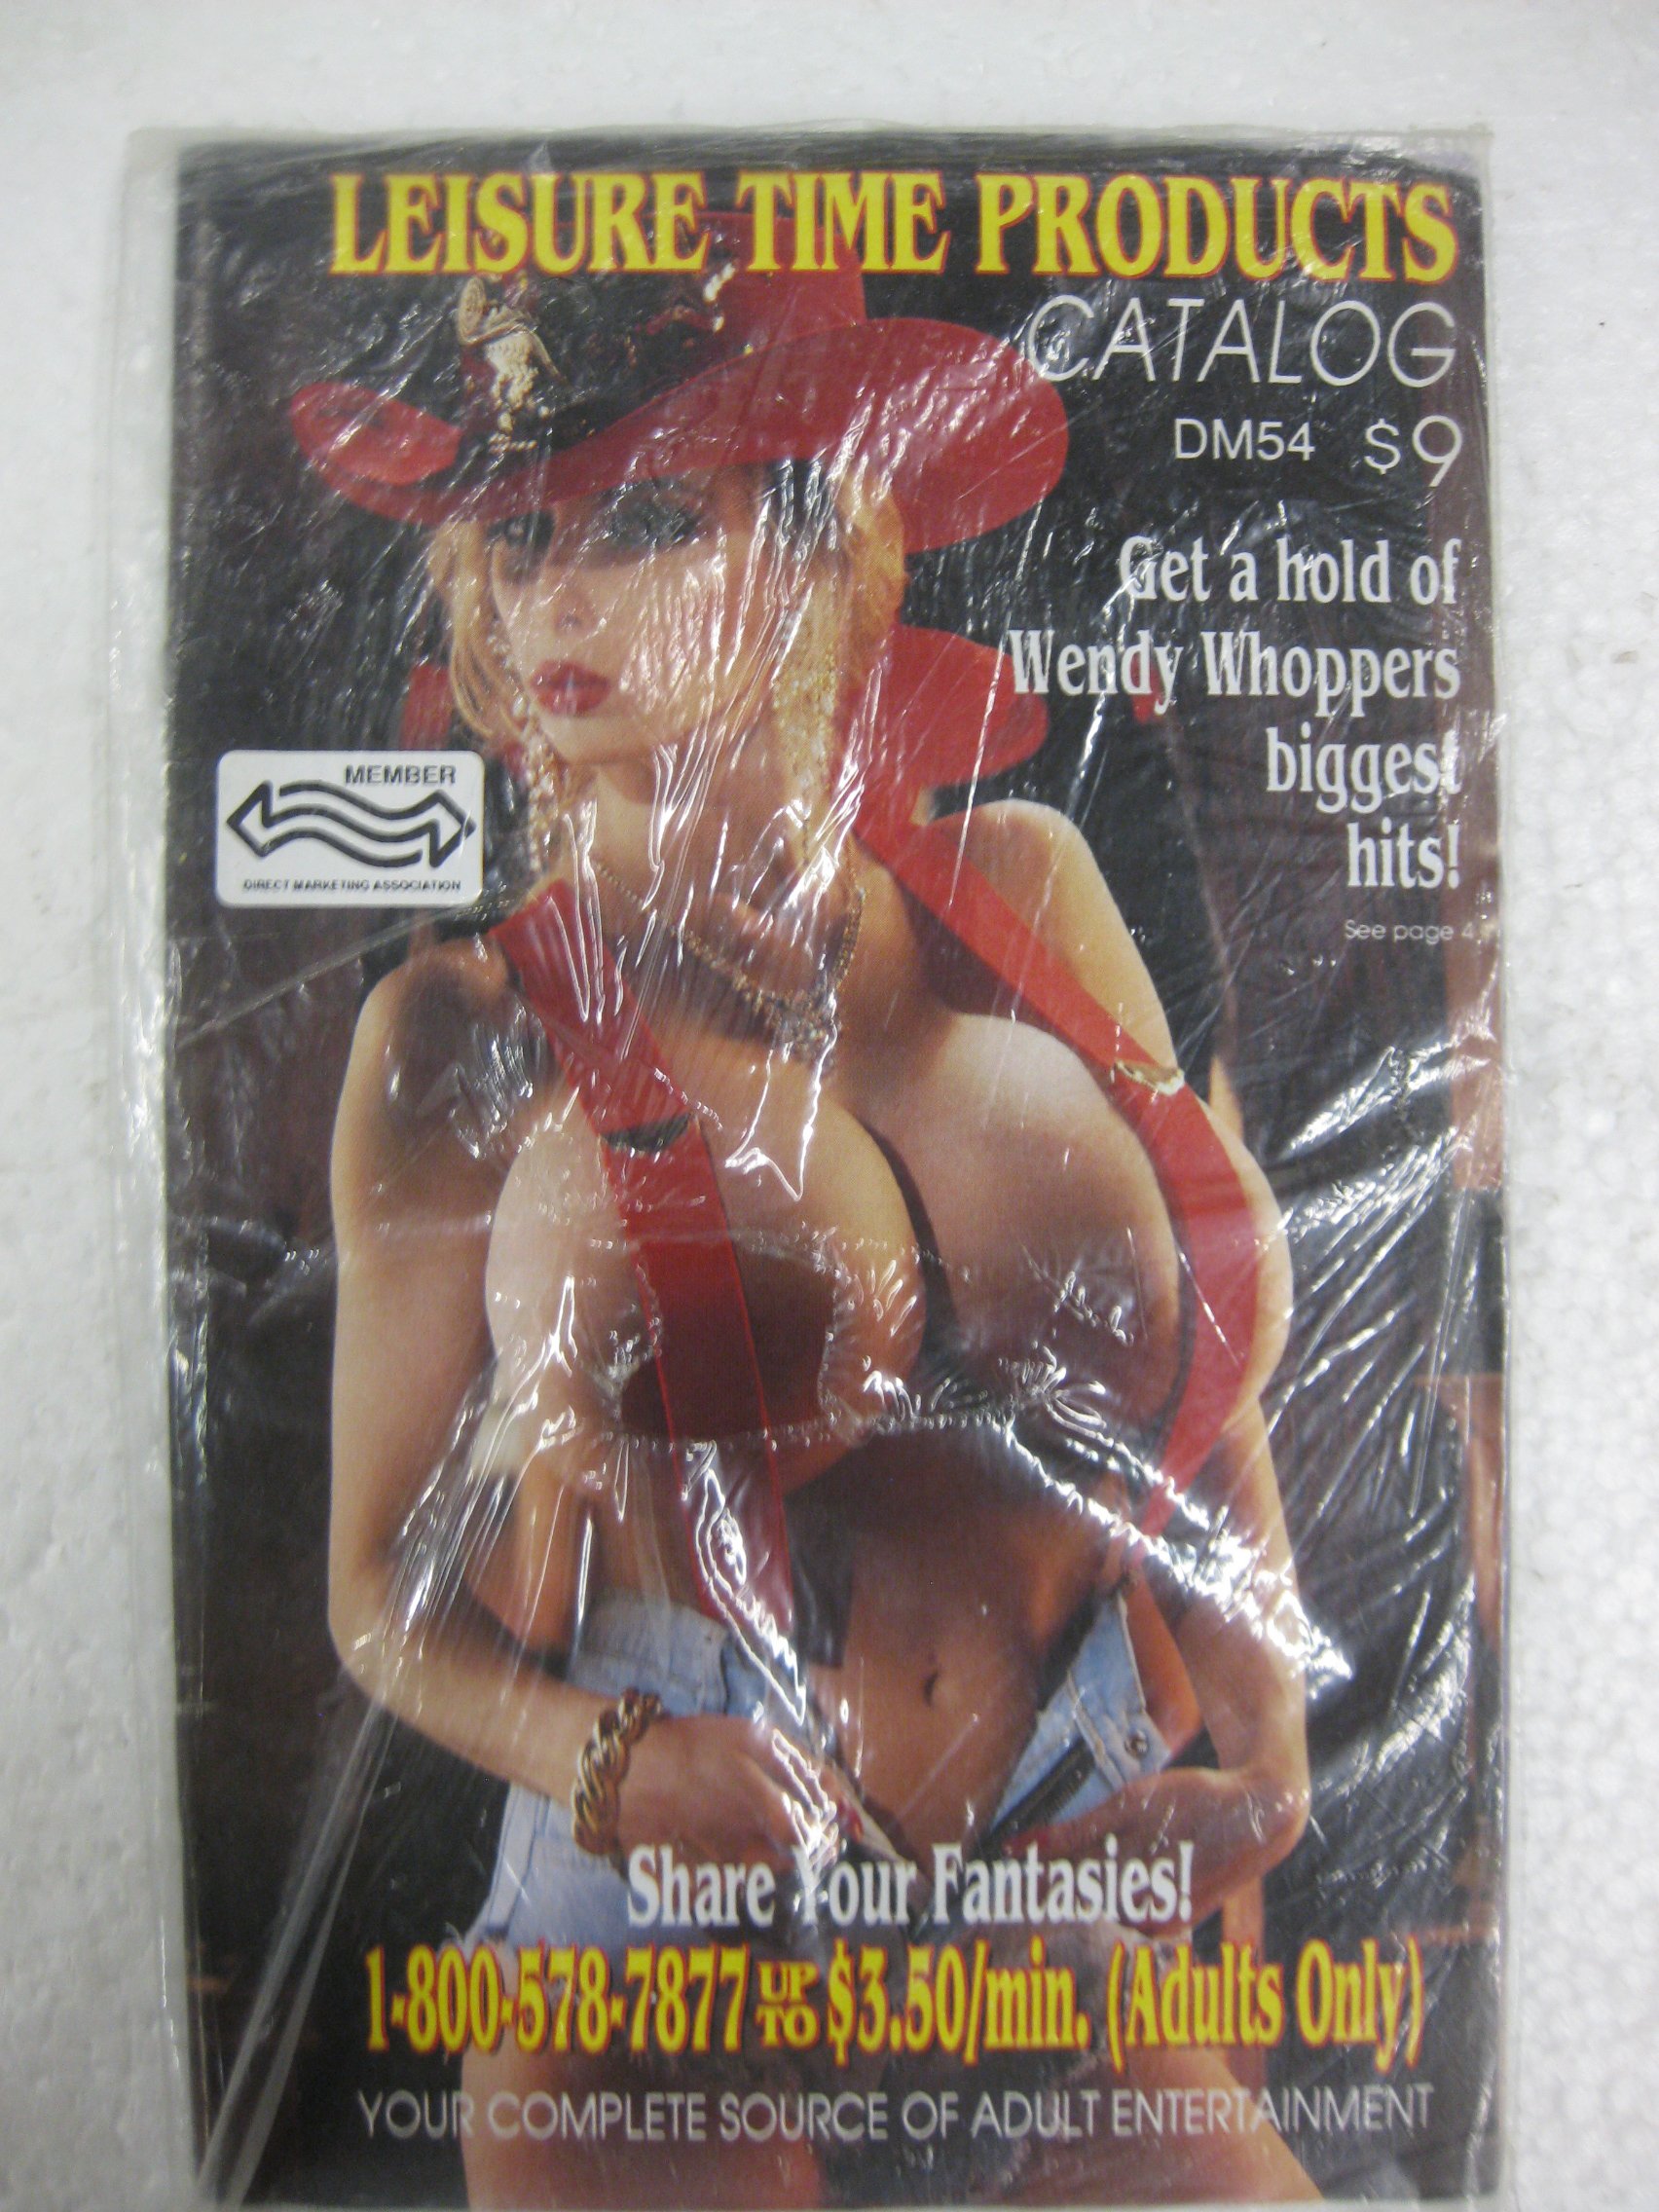 LEISURE TIME PRODUCTS
CATALOG
DM54 $9
Get a hold of
Wendy Whoppers
biggest
hits!
See page 4
MEMBER
DIRECT MARKETING ASSOCIATION
Share Your Fantasies!
1-800-578-7877 UP TO $3.50/min. (Adults Only)
YOUR COMPLETE SOURCE OF ADULT ENTERTAINMENT